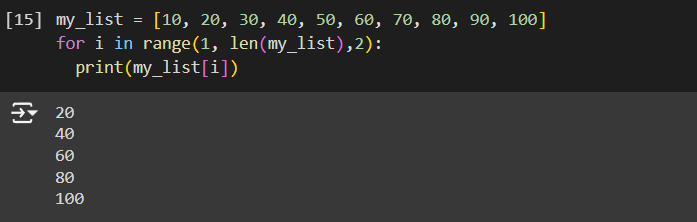 [15] my_list = [10, 20, 30, 40, 50, 60, 70, 80, 90, 100]
for i in range(1, len(my_list),2):
  print(my_list[i])
20
40
60
80
100